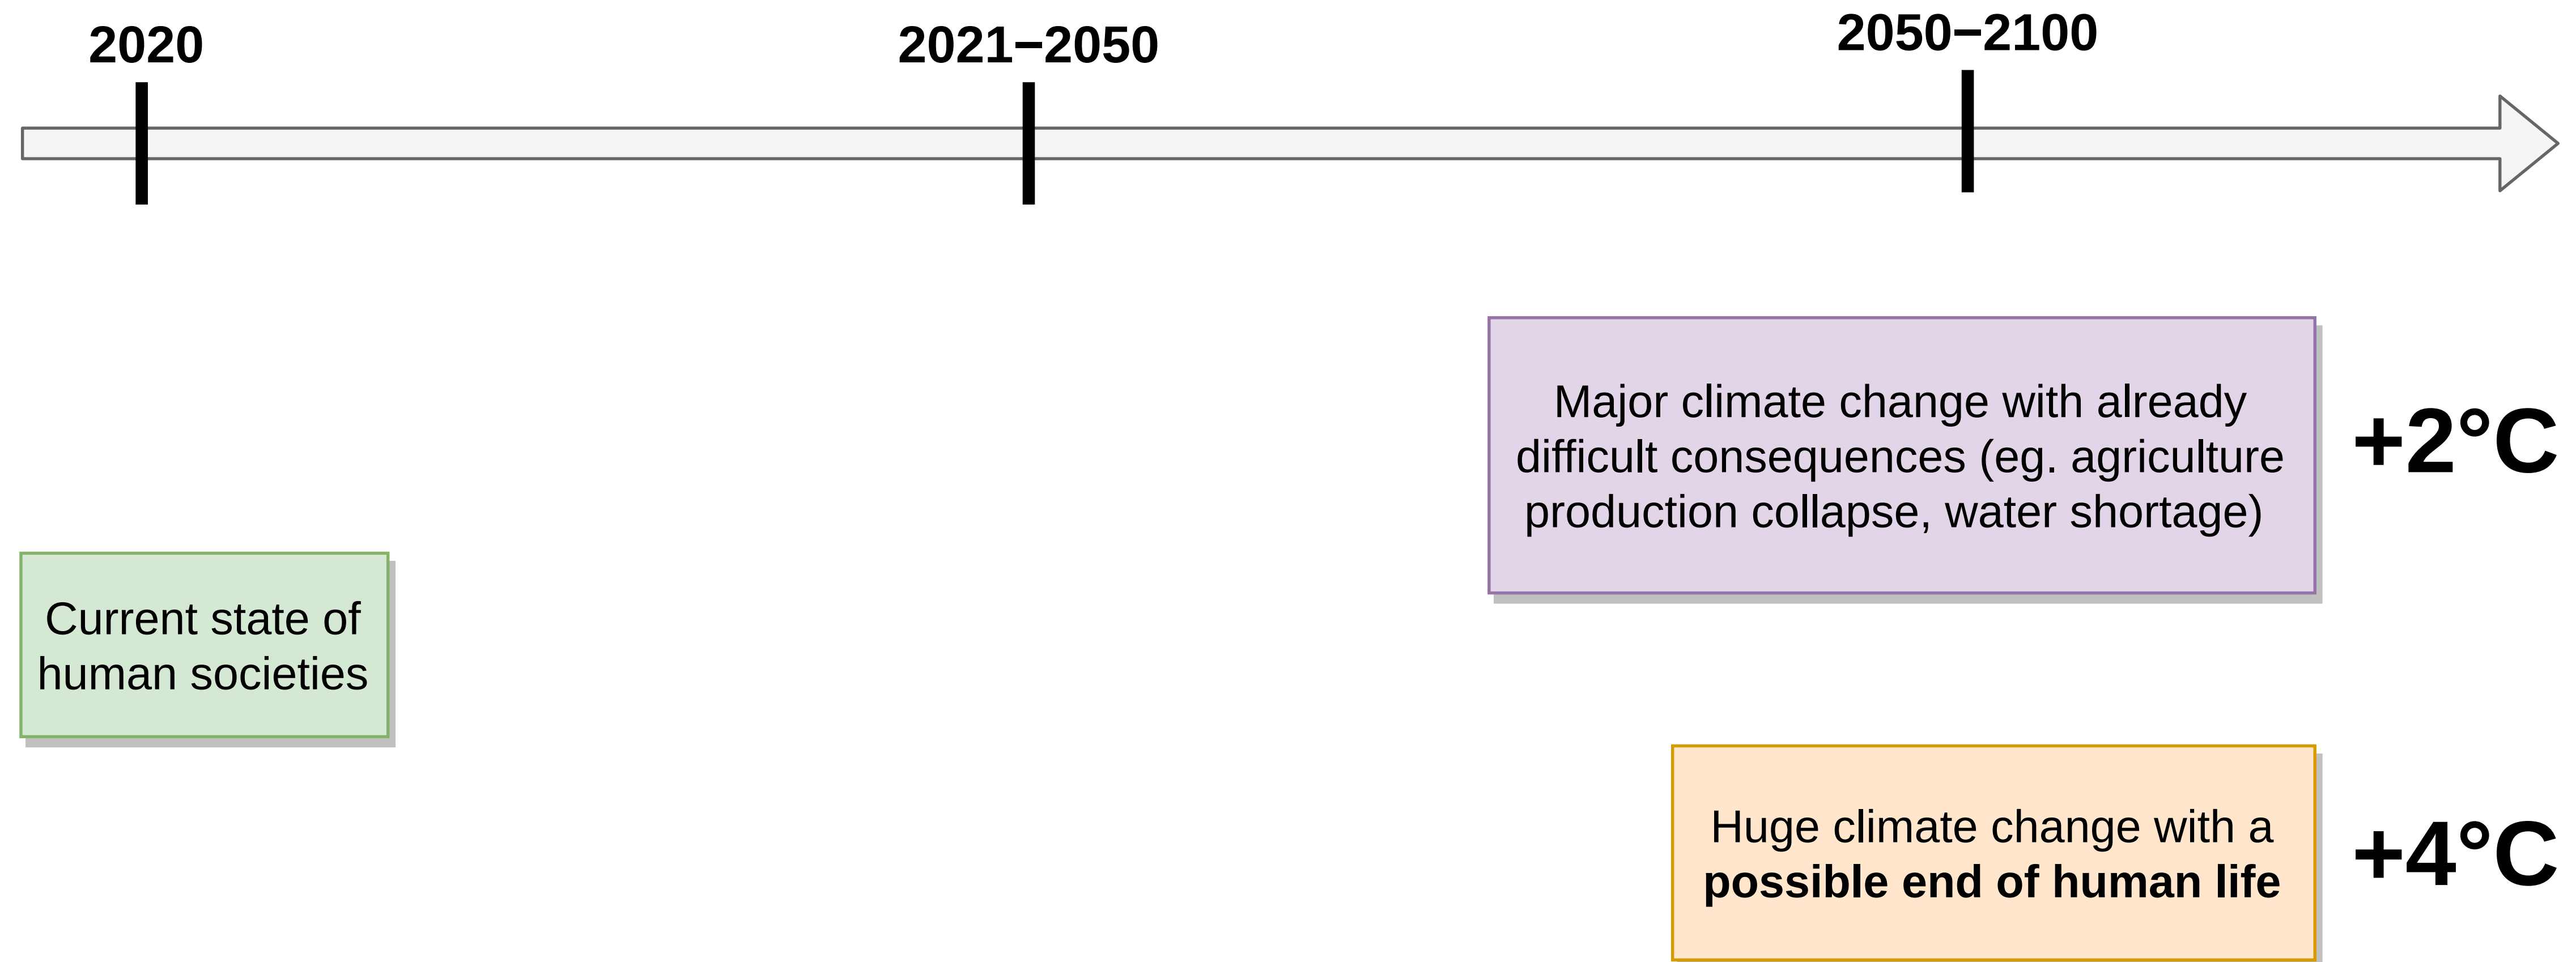 2020
2021−2050
2050−2100
Major climate change with already
difficult consequences (eg. agriculture
production collapse, water shortage)
+2°C
Current state of
human societies
Huge climate change with a
possible end of human life
+4°C